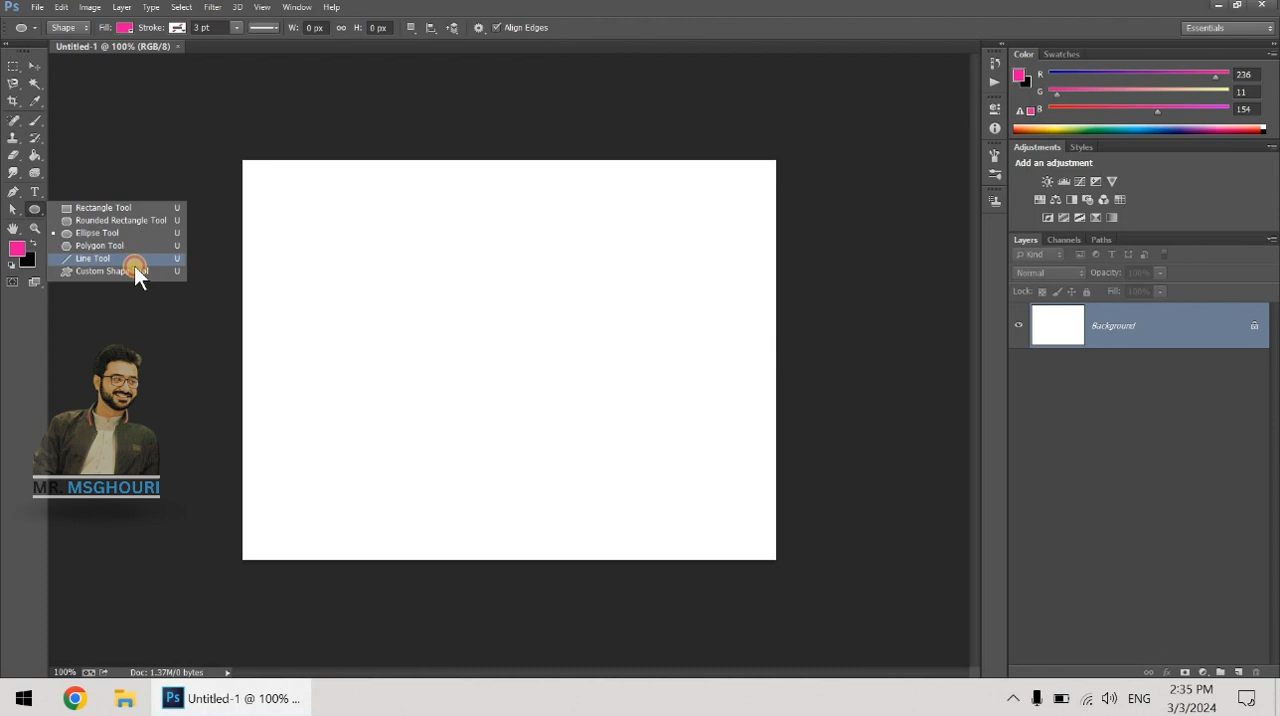 Ps File Edit Image Layer Type Select Filter 3D View Window Help
Shape Fill: Stroke: 3 pt W: 0 px H: 0 px Align Edges Essentials
Untitled-1 @ 100% (RGB/8) ×
Color Swatches
R 236
G 11
B 154
Adjustments Styles
Add an adjustment
Rectangle Tool U
Rounded Rectangle Tool U
Ellipse Tool U
Polygon Tool U
Line Tool U
Custom Shape U
Layers Channels Paths
Kind
Normal Opacity: 100%
Lock: Fill: 100%
Background
MR. MSGHOURI
100% Doc: 1.37M/0 bytes
Ps Untitled-1 @ 100% ...
ENG
2:35 PM
3/3/2024